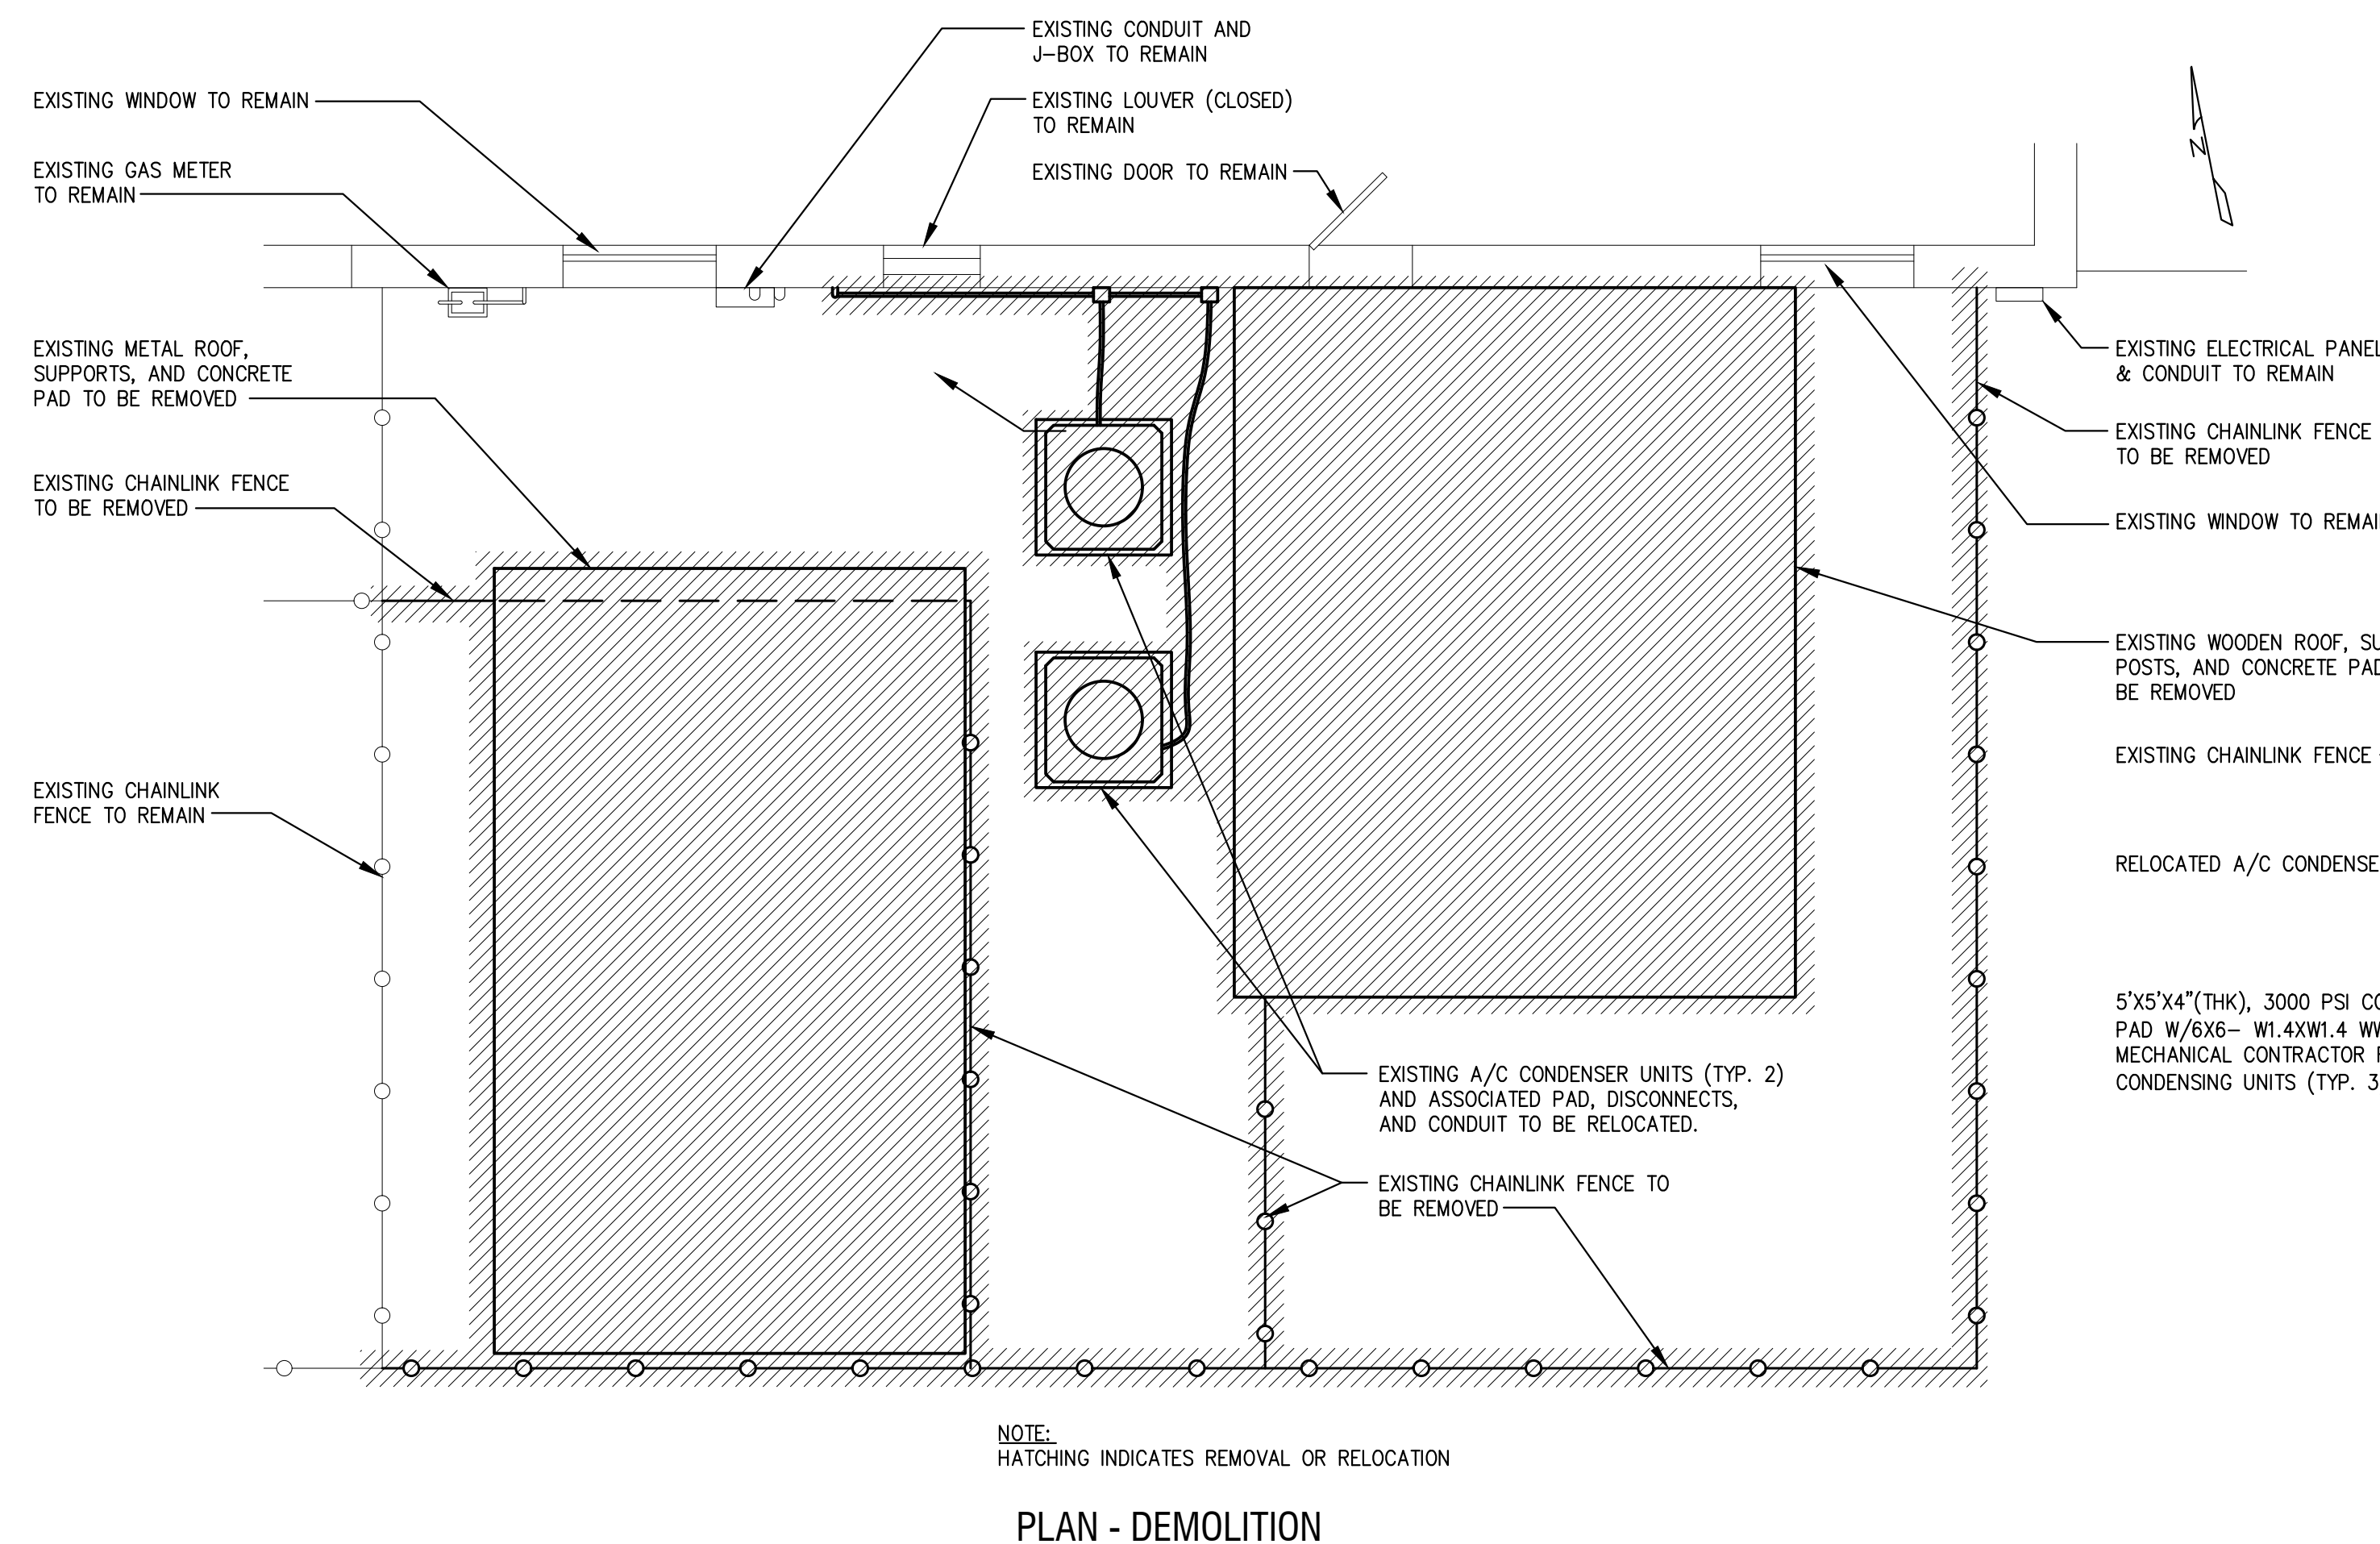 EXISTING CONDUIT AND
J-BOX TO REMAIN
EXISTING WINDOW TO REMAIN
EXISTING LOUVER (CLOSED)
TO REMAIN
EXISTING DOOR TO REMAIN
EXISTING GAS METER
TO REMAIN
N
EXISTING METAL ROOF,
SUPPORTS, AND CONCRETE
PAD TO BE REMOVED
EXISTING CHAINLINK FENCE
TO BE REMOVED
EXISTING CHAINLINK
FENCE TO REMAIN
EXISTING ELECTRICAL PANEL
& CONDUIT TO REMAIN
EXISTING CHAINLINK FENCE
TO BE REMOVED
EXISTING WINDOW TO
EXISTING WOODEN ROOF,
POSTS, AND CONCRETE PAD
BE REMOVED
EXISTING CHAINLINK FENCE
RELOCATED A/C
5'X5'X4"(THK), 3000 PSI
PAD W/6X6- W1.4XW1.4
MECHANICAL CONTRACTOR
CONDENSING UNITS (TYP. 3
EXISTING A/C CONDENSER UNITS (TYP. 2)
AND ASSOCIATED PAD, DISCONNECTS,
AND CONDUIT TO BE RELOCATED.
EXISTING CHAINLINK FENCE TO
BE REMOVED
NOTE:
HATCHING INDICATES REMOVAL OR RELOCATION
PLAN - DEMOLITION